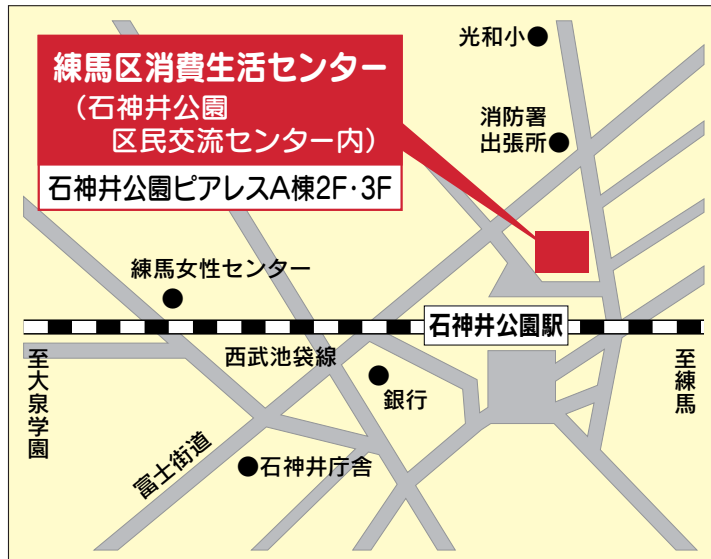 光和小
練馬区消費生活センター
（石神井公園
区民交流センター内）
石神井公園ピアレスA棟2F・3F
消防署
出張所
練馬女性センター
石神井公園駅
西武池袋線
至大泉学園
至練馬
銀行
富士街道
石神井庁舎